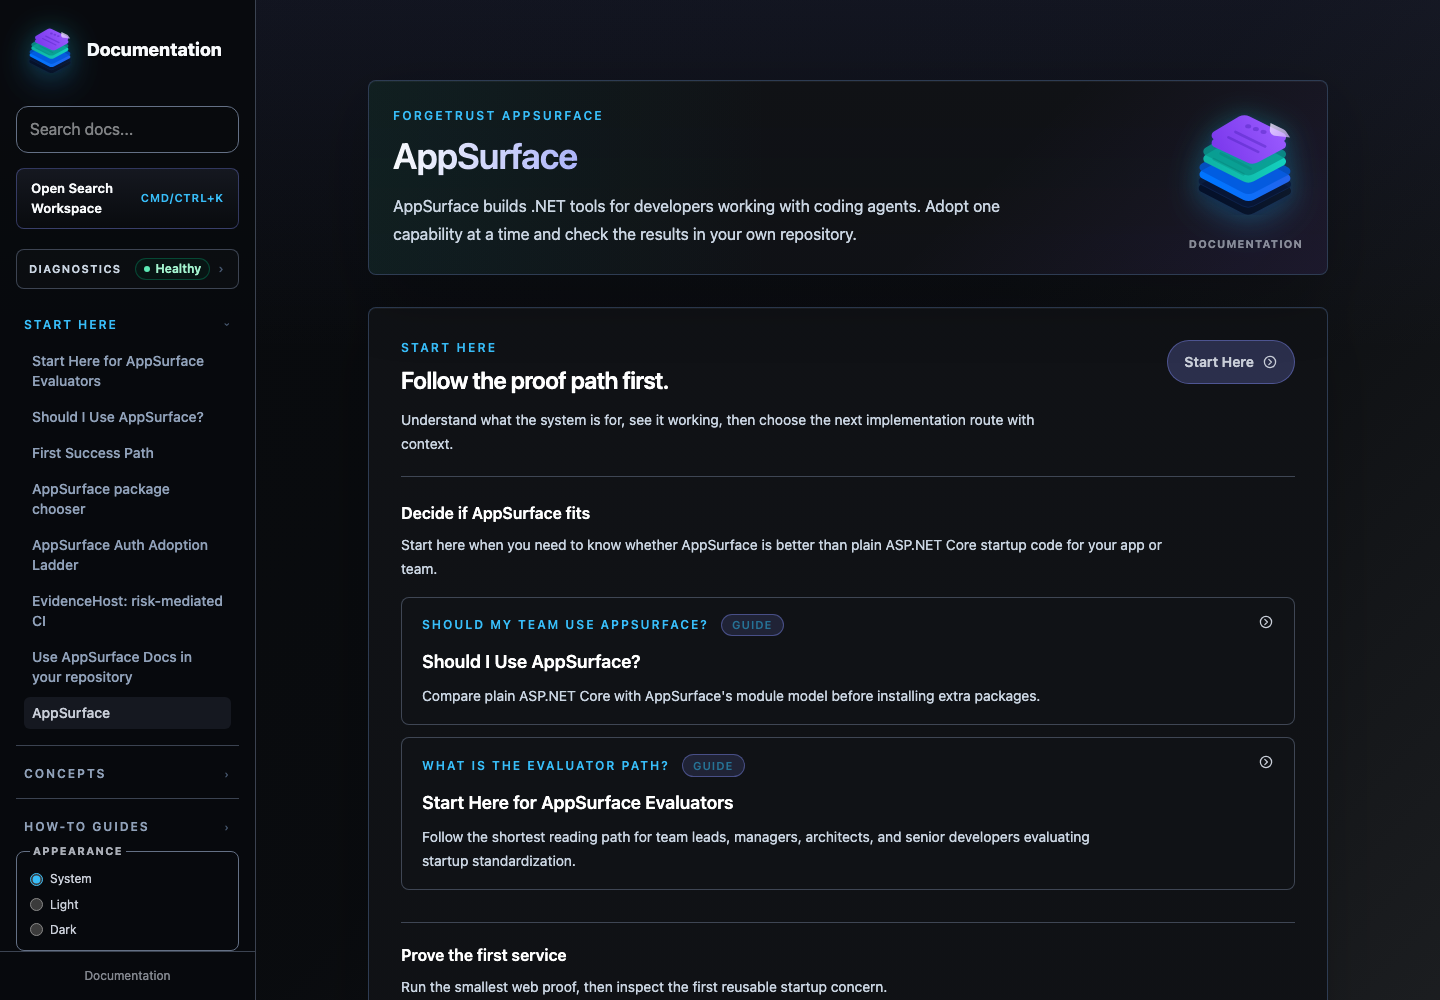 Documentation
Search docs...
Open Search
Workspace
CMD/CTRL+K
DIAGNOSTICS
Healthy
START HERE
Start Here for AppSurface
Evaluators
Should I Use AppSurface?
First Success Path
AppSurface package
chooser
AppSurface Auth Adoption
Ladder
EvidenceHost: risk-mediated
CI
Use AppSurface Docs in
your repository
AppSurface
CONCEPTS
HOW-TO GUIDES
APPEARANCE
System
Light
Dark
Documentation
FORGETRUST APPSURFACE
AppSurface
AppSurface builds .NET tools for developers working with coding agents. Adopt one
capability at a time and check the results in your own repository.
DOCUMENTATION
START HERE
Follow the proof path first.
Understand what the system is for, see it working, then choose the next implementation route with
context.
Start Here
Decide if AppSurface fits
Start here when you need to know whether AppSurface is better than plain ASP.NET Core startup code for your app or
team.
SHOULD MY TEAM USE APPSURFACE? GUIDE
Should I Use AppSurface?
Compare plain ASP.NET Core with AppSurface's module model before installing extra packages.
WHAT IS THE EVALUATOR PATH? GUIDE
Start Here for AppSurface Evaluators
Follow the shortest reading path for team leads, managers, architects, and senior developers evaluating
startup standardization.
Prove the first service
Run the smallest web proof, then inspect the first reusable startup concern.